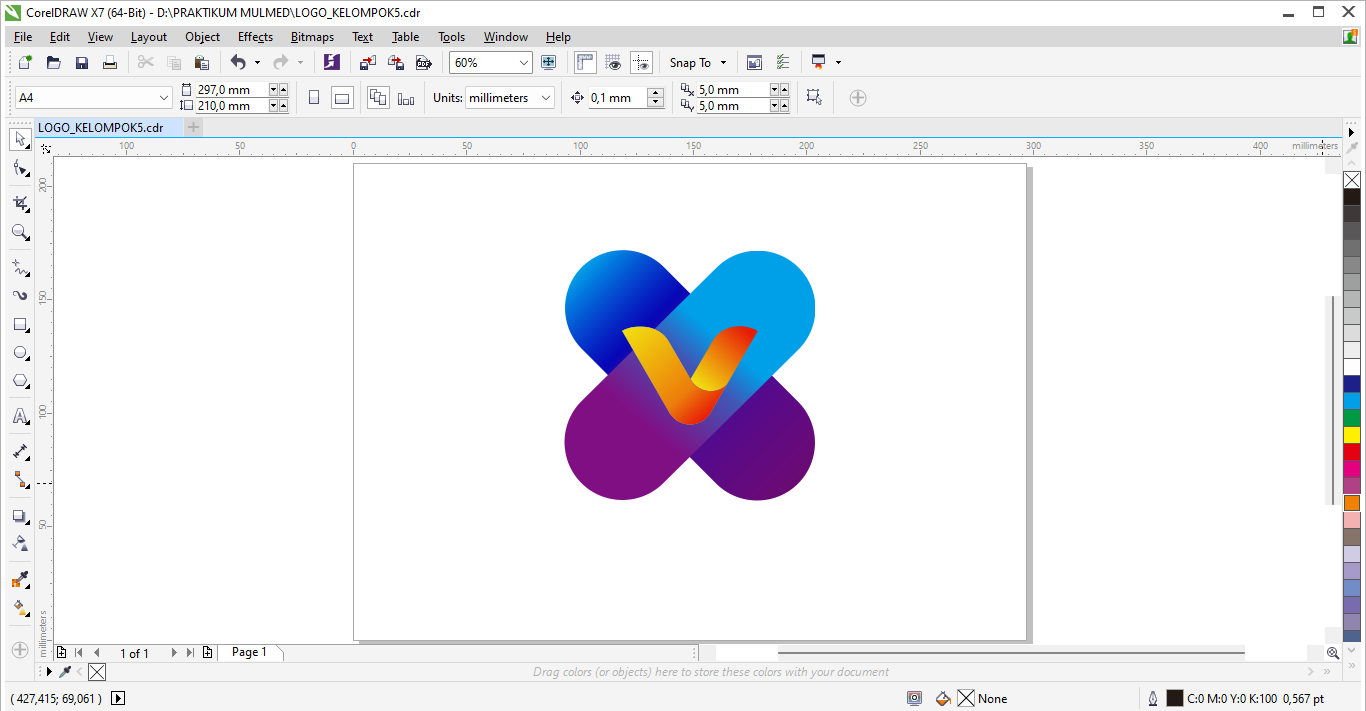 CorelDRAW X7 (64-Bit) - D:\PRAKTIKUM MULMED\LOGO_KELOMPOK5.cdr
File Edit View Layout Object Effects Bitmaps Text Table Tools Window Help
60% Snap To
A4 297,0 mm 210,0 mm Units: millimeters 0,1 mm 5,0 mm 5,0 mm
LOGO_KELOMPOK5.cdr
100 50 0 50 100 150 200 250 300 350 400 millimeters
200
150
100
50
millimeters
1 of 1 Page 1
Drag colors (or objects) here to store these colors with your document
( 427,415; 69,061 ) None C:0 M:0 Y:0 K:100 0,567 pt